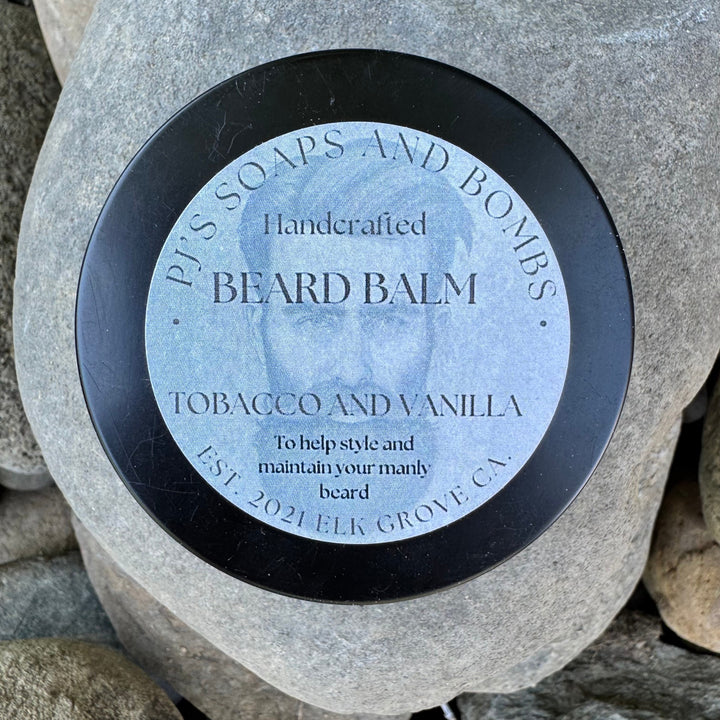 PJ'S SOAPS AND BOMBS
Handcrafted
BEARD BALM
TOBACCO AND VANILLA
To help style and
maintain your manly
beard
EST. 2021 ELK GROVE CA.